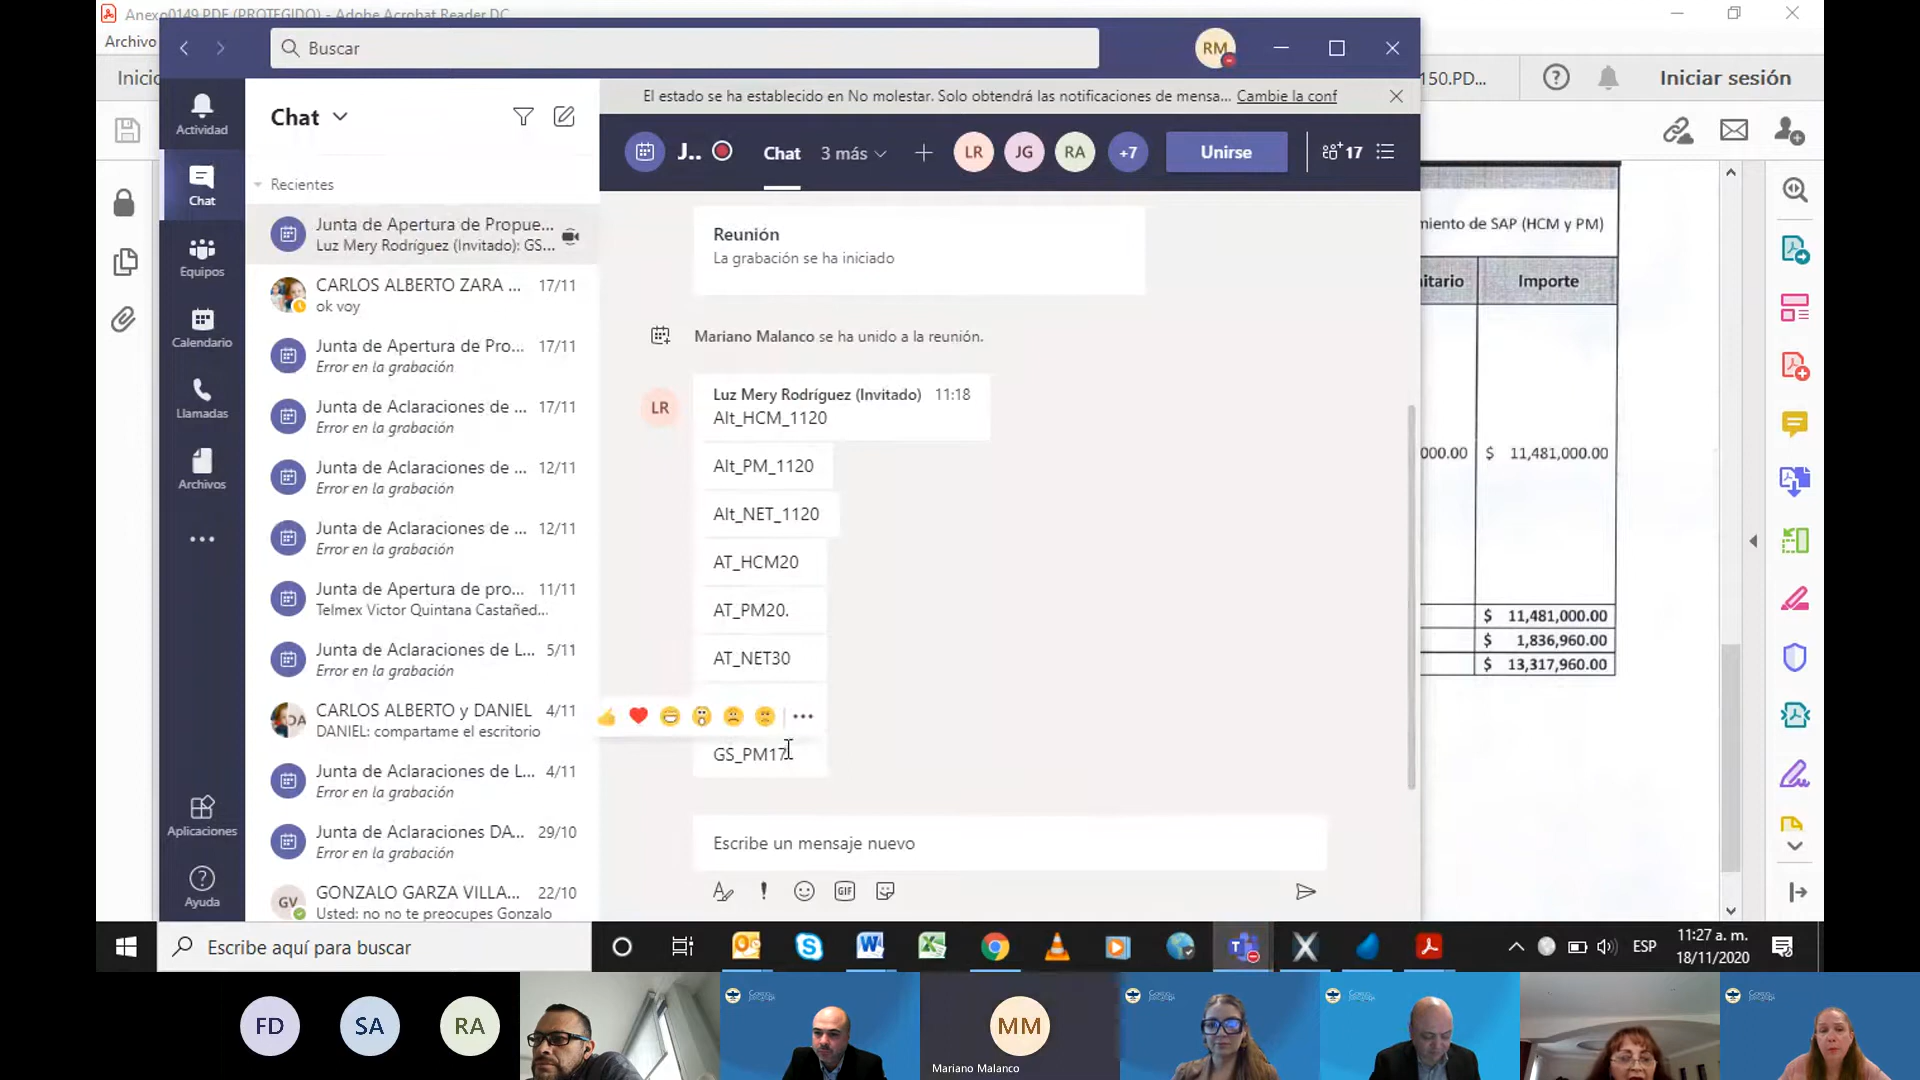 Anexo0149.PDF (PROTEGIDO) - Adobe Acrobat Reader DC
Archivo
Inicio
150.PD...
Iniciar sesión
Buscar
RM
Actividad
Chat
Equipos
Calendario
Llamadas
Archivos
Aplicaciones
Ayuda
Chat
Recientes
Junta de Apertura de Propue...
Luz Mery Rodríguez (Invitado): GS...
CARLOS ALBERTO ZARA ... 17/11
ok voy
Junta de Apertura de Pro... 17/11
Error en la grabación
Junta de Aclaraciones de ... 17/11
Error en la grabación
Junta de Aclaraciones de ... 12/11
Error en la grabación
Junta de Aclaraciones de ... 12/11
Error en la grabación
Junta de Apertura de pro... 11/11
Telmex Victor Quintana Castañed...
Junta de Aclaraciones de L... 5/11
Error en la grabación
DA
CARLOS ALBERTO y DANIEL 4/11
DANIEL: compartame el escritorio
Junta de Aclaraciones de L... 4/11
Error en la grabación
Junta de Aclaraciones DA... 29/10
Error en la grabación
GV
GONZALO GARZA VILLA... 22/10
Usted: no no te preocupes Gonzalo
El estado se ha establecido en No molestar. Solo obtendrá las notificaciones de mensa... Cambie la conf
J.. Chat 3 más LR JG RA +7 Unirse 17
Reunión
La grabación se ha iniciado
Mariano Malanco se ha unido a la reunión.
LR
Luz Mery Rodríguez (Invitado) 11:18
Alt_HCM_1120
Alt_PM_1120
Alt_NET_1120
AT_HCM20
AT_PM20.
AT_NET30
GS_PM17
Escribe un mensaje nuevo
GIF
miento de SAP (HCM y PM)
itario Importe
000.00 $ 11,481,000.00
$ 11,481,000.00
$ 1,836,960.00
$ 13,317,960.00
Escribe aquí para buscar
ESP
11:27 a. m.
18/11/2020
FD SA RA MM
Mariano Malanco